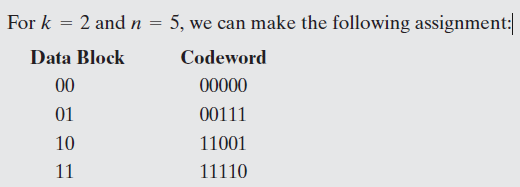 For k = 2 and n = 5, we can make the following assignment:
Data Block Codeword
00 00000
01 00111
10 11001
11 11110